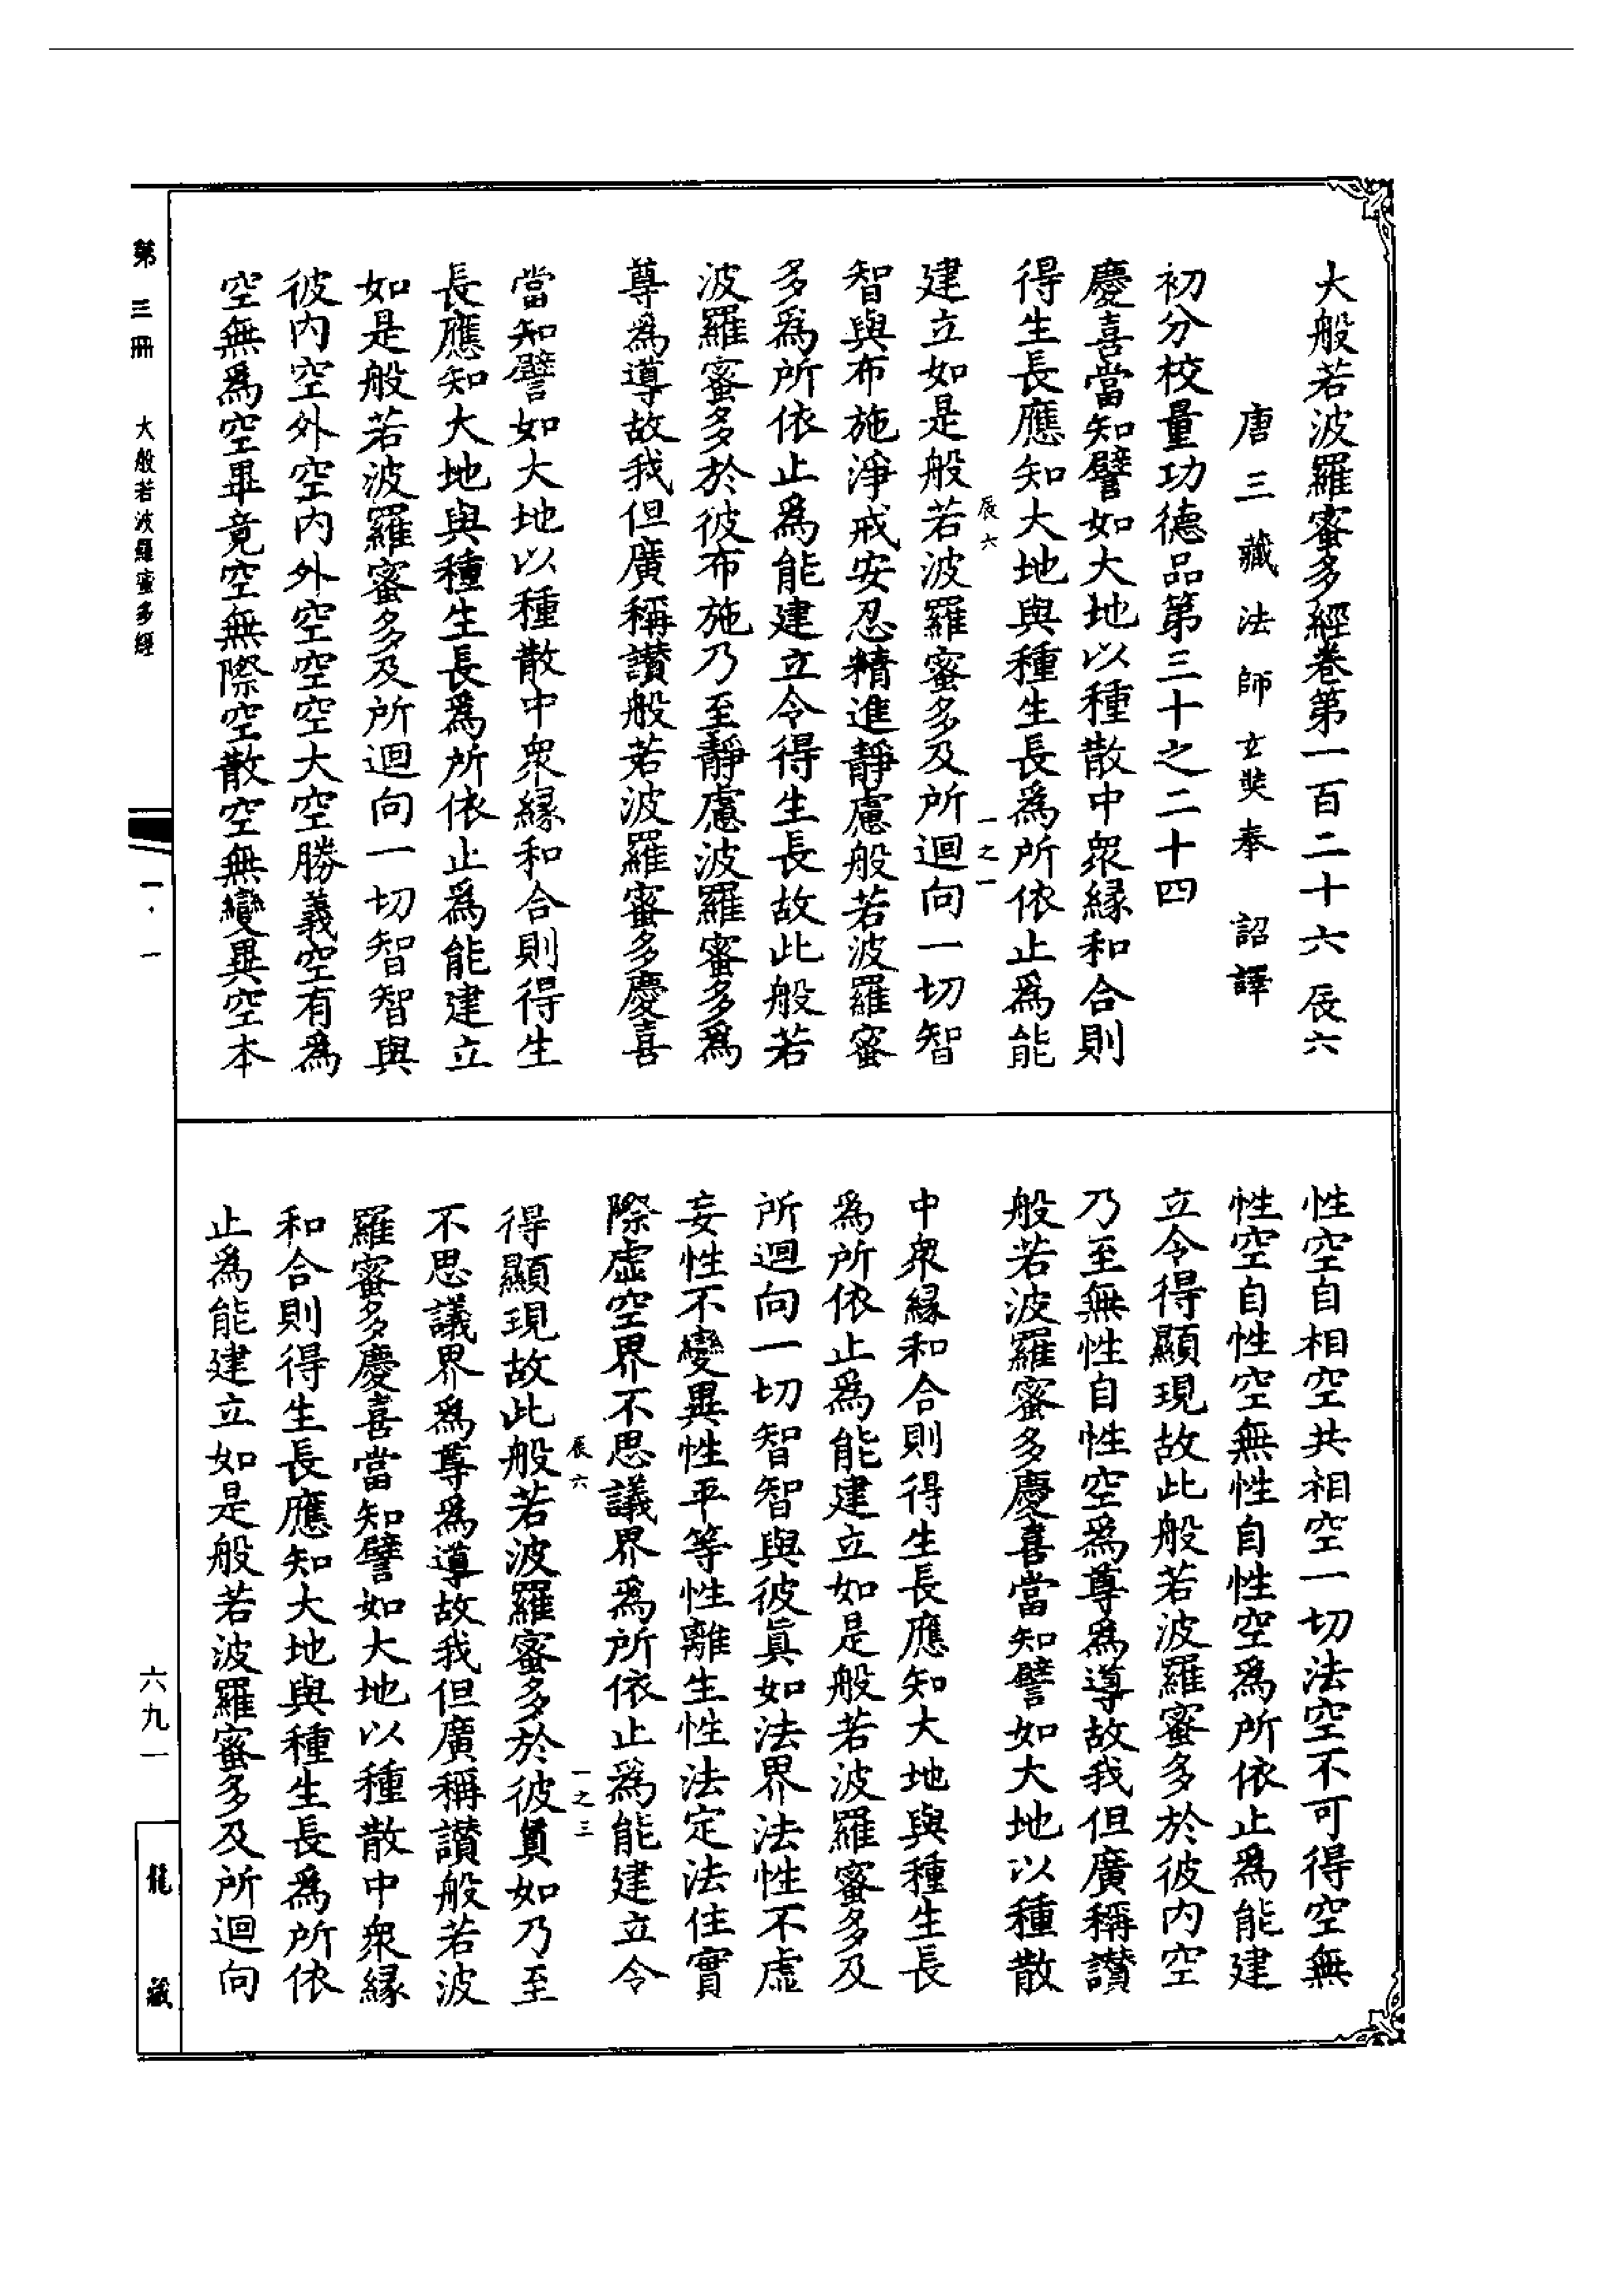 大般若波羅蜜多經卷第一百二十六 辰六
唐三藏法師玄奘奉 詔譯
初分校量功德品第三十之二十四
慶喜當知譬如大地以種散中眾緣和合則
得生長應知大地與種生長爲所依止爲能
辰六 一之一
建立如是般若波羅蜜多及所迴向一切智
智與布施淨戒安忍精進靜慮般若波羅蜜
多爲所依止爲能建立令得生長故此般若
波羅蜜多於彼布施乃至靜慮波羅蜜多爲
尊爲導故我但廣稱讚般若波羅蜜多慶喜
當知譬如大地以種散中眾緣和合則得生
長應知大地與種生長爲所依止爲能建立
如是般若波羅蜜多及所迴向一切智智與
彼內空外空內外空空空大空勝義空有爲
空無爲空畢竟空無際空散空無變異空本
性空自相空共相空一切法空不可得空無
性空自性空無性自性空爲所依止爲能建
立令得顯現故此般若波羅蜜多於彼內空
乃至無性自性空爲尊爲導故我但廣稱讚
般若波羅蜜多慶喜當知譬如大地以種散
中眾緣和合則得生長應知大地與種生長
爲所依止爲能建立如是般若波羅蜜多及
所迴向一切智智與彼眞如法界法性不虛
妄性不變異性平等性離生性法定法住實
際虛空界不思議界爲所依止爲能建立令
辰六 一之三
得顯現故此般若波羅蜜多於彼眞如乃至
不思議界爲尊爲導故我但廣稱讚般若波
羅蜜多慶喜當知譬如大地以種散中眾緣
和合則得生長應知大地與種生長爲所依
止爲能建立如是般若波羅蜜多及所迴向
第三冊 大般若波羅蜜多經
一·一
六九一
龍藏